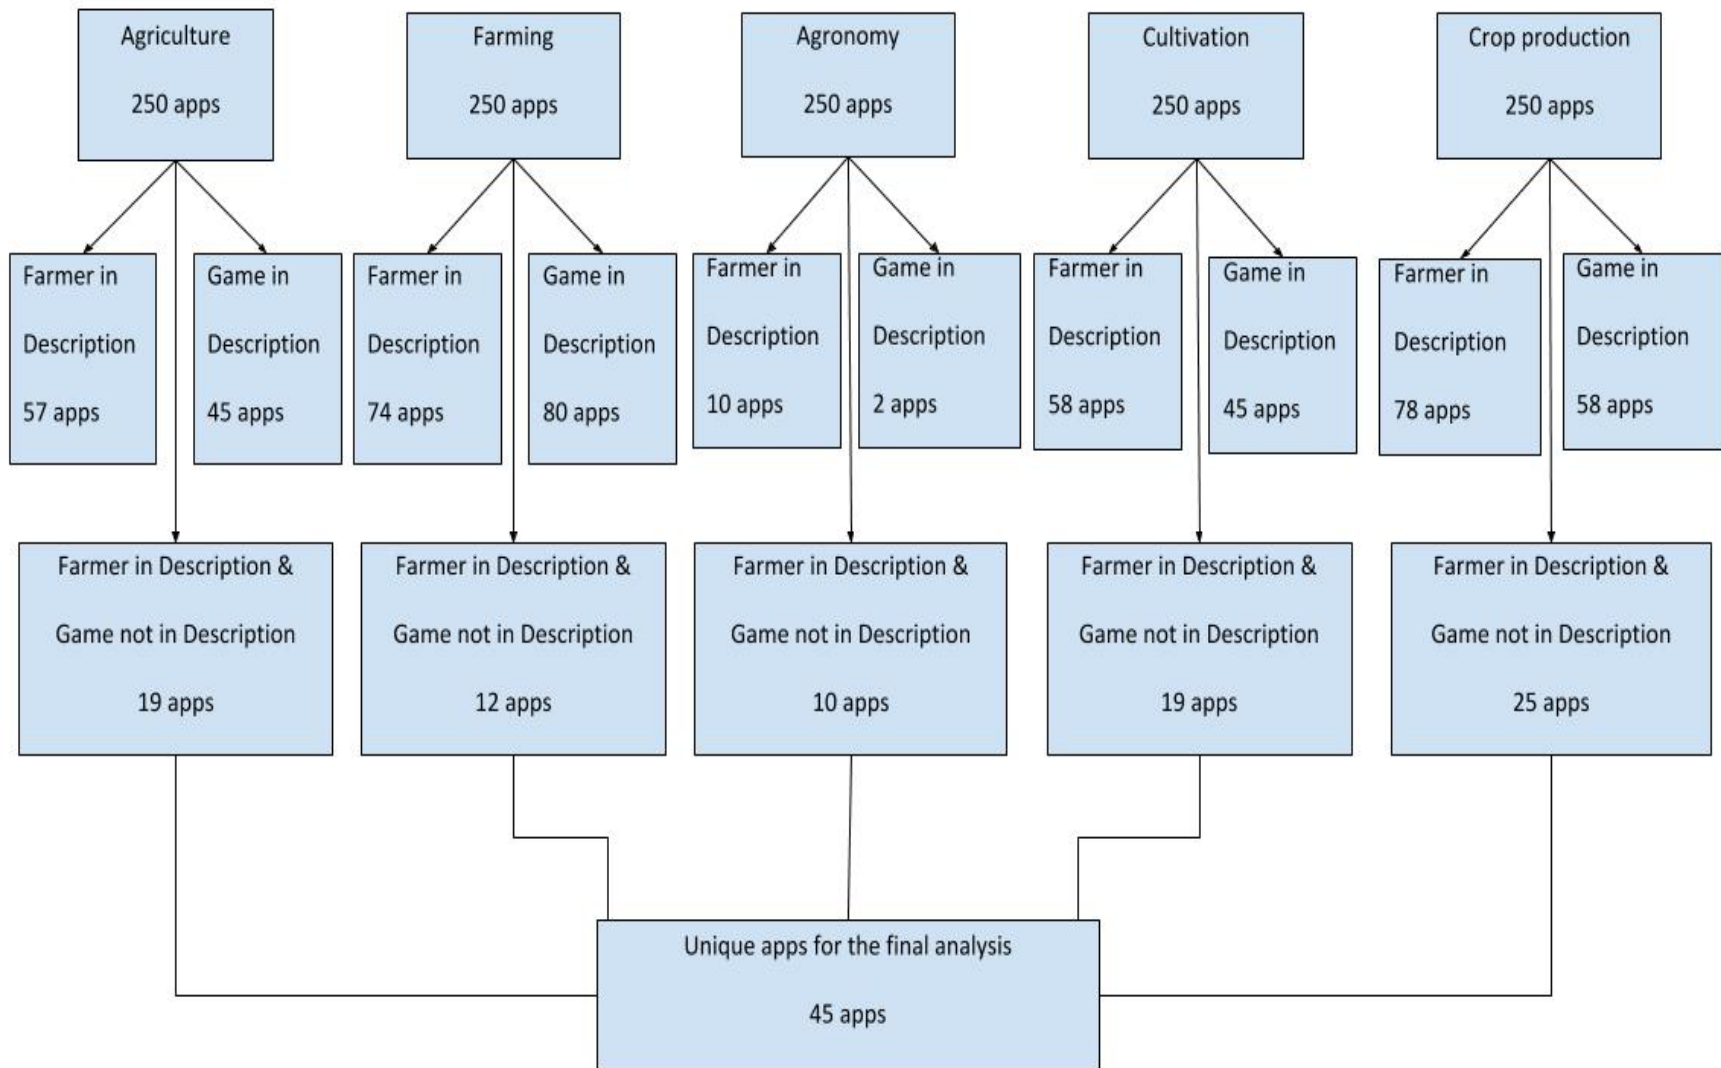 Agriculture
250 apps
Farming
250 apps
Agronomy
250 apps
Cultivation
250 apps
Crop production
250 apps
Farmer in
Description
57 apps
Game in
Description
45 apps
Farmer in
Description
74 apps
Game in
Description
80 apps
Farmer in
Description
10 apps
Game in
Description
2 apps
Farmer in
Description
58 apps
Game in
Description
45 apps
Farmer in
Description
78 apps
Game in
Description
58 apps
Farmer in Description &
Game not in Description
19 apps
Farmer in Description &
Game not in Description
12 apps
Farmer in Description &
Game not in Description
10 apps
Farmer in Description &
Game not in Description
19 apps
Farmer in Description &
Game not in Description
25 apps
Unique apps for the final analysis
45 apps